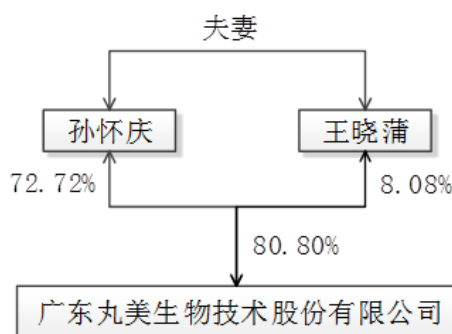 夫妻
孙怀庆
王晓蒲
72.72%
8.08%
80.80%
广东丸美生物技术股份有限公司